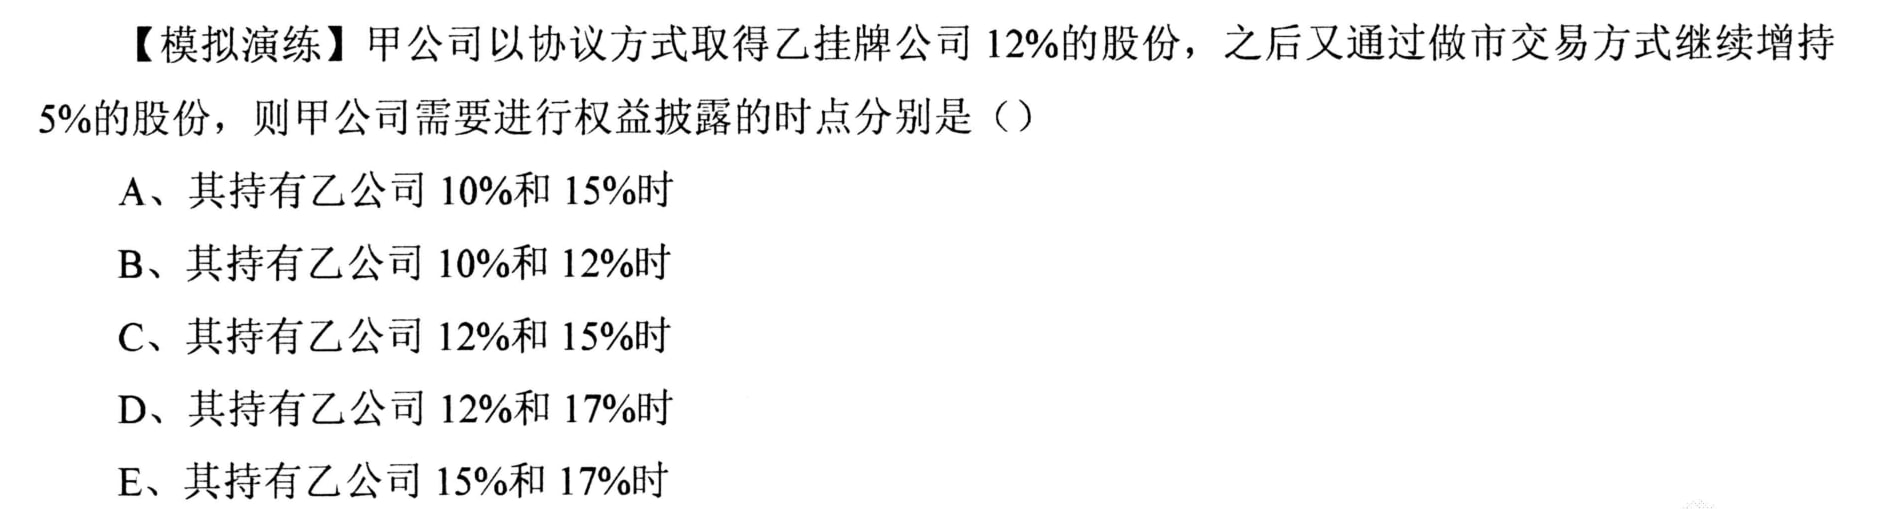 【模拟演练】甲公司以协议方式取得乙挂牌公司 12%的股份，之后又通过做市交易方式继续增持
5%的股份，则甲公司需要进行权益披露的时点分别是（）
A、其持有乙公司 10%和 15%时
B、其持有乙公司 10%和 12%时
C、其持有乙公司 12%和 15%时
D、其持有乙公司 12%和 17%时
E、其持有乙公司 15%和 17%时